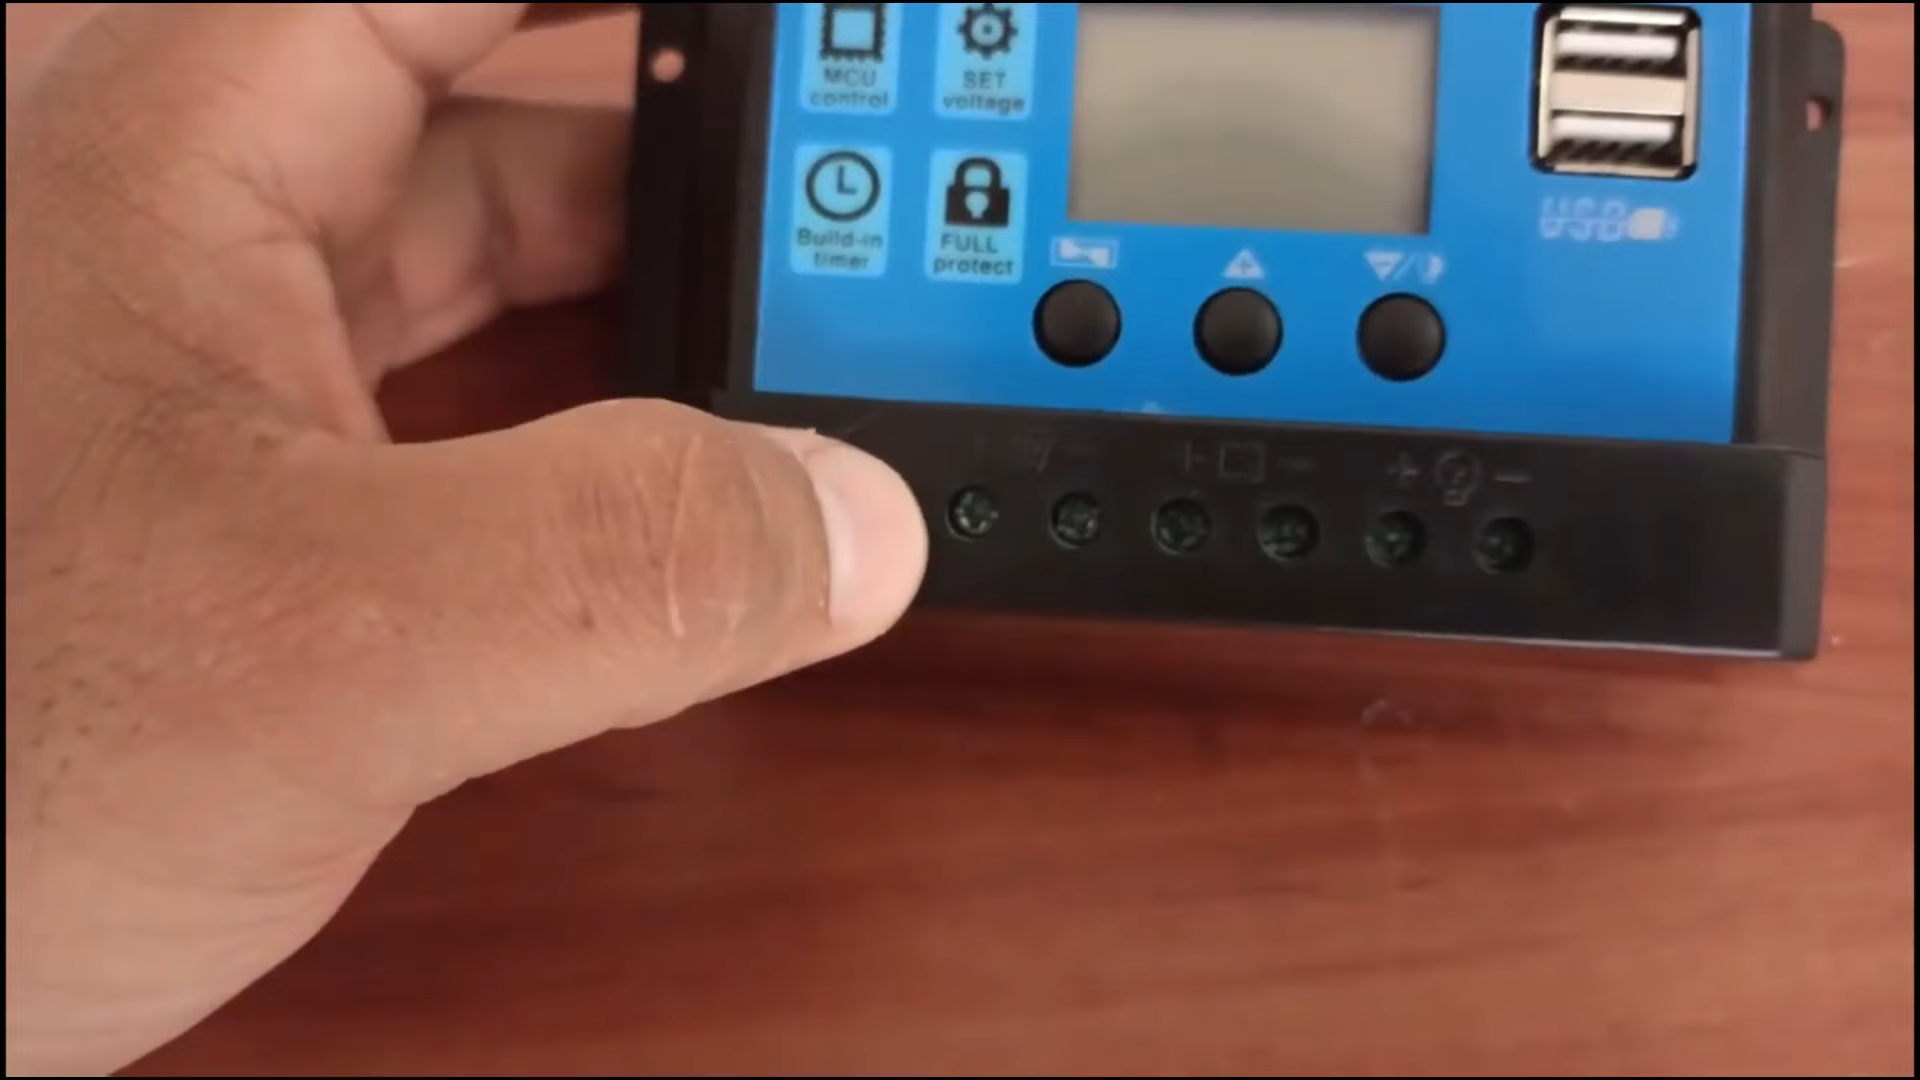 MCU
control
SET
voltage
Build-in
timer
FULL
protect
USB
+ -
+ -